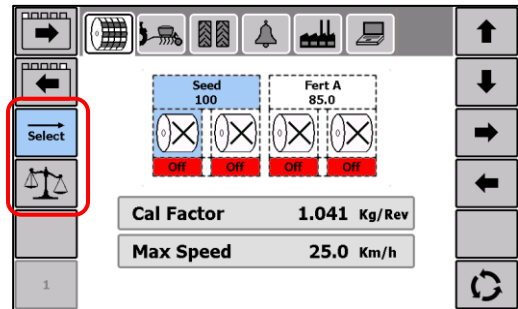 Seed
100
Fert A
85.0
Select
Off
Off
Off
Off
Cal Factor 1.041 Kg/Rev
Max Speed 25.0 Km/h
1